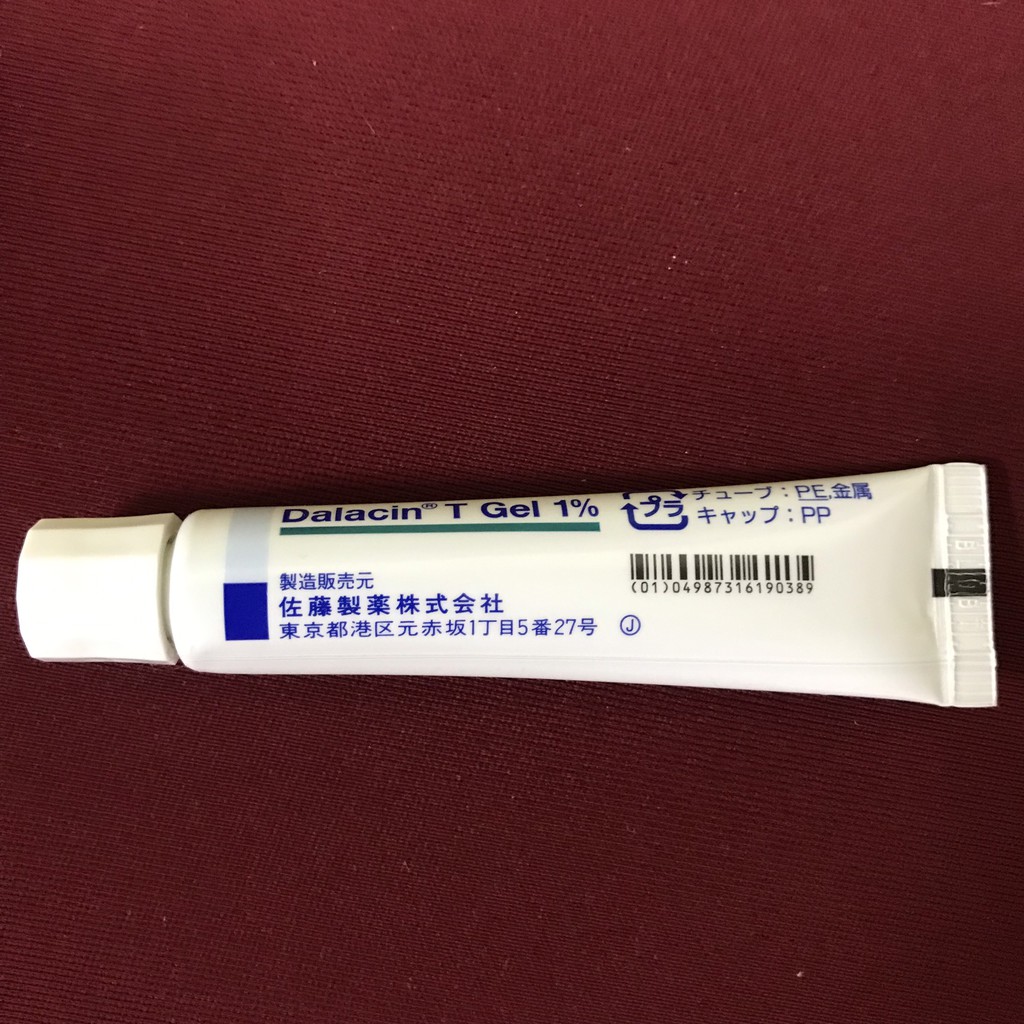 Dalacin® T Gel 1%
プラ
チューブ：PE,金属
キャップ：PP
製造販売元
佐藤製薬株式会社
東京都港区元赤坂1丁目5番27号 Ⓙ
(01)04987316190389